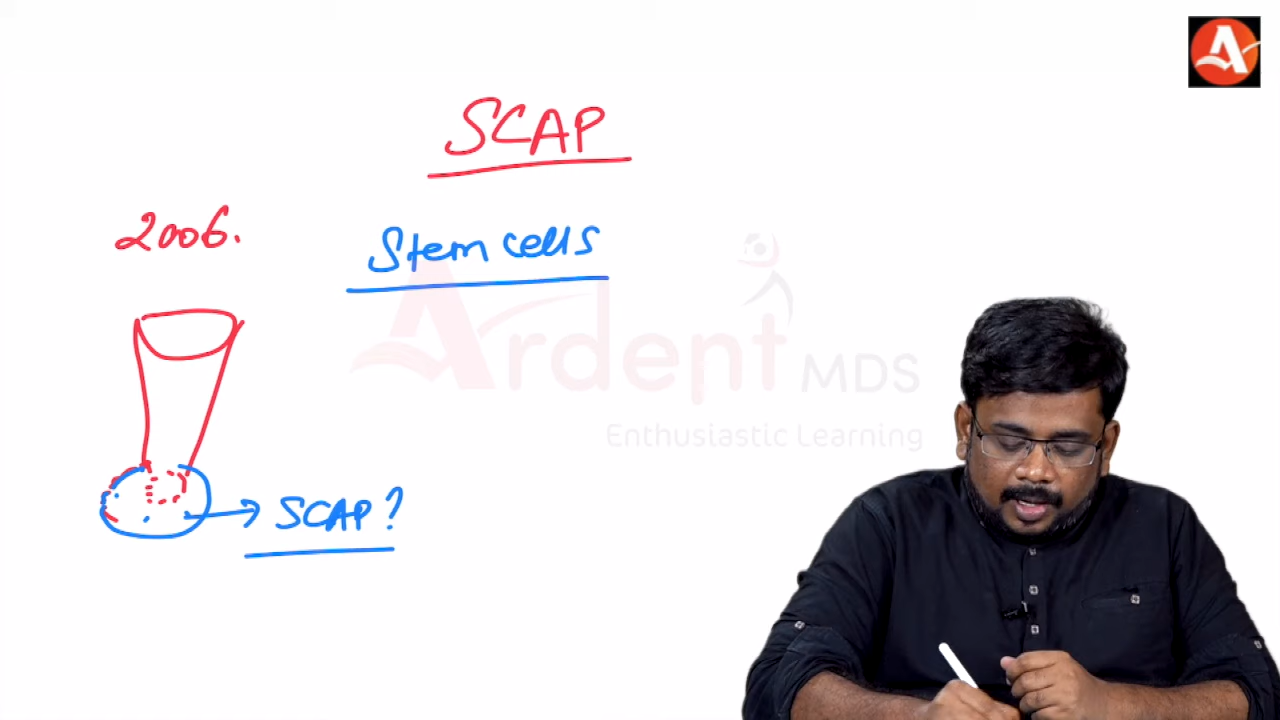 SCAP
2006.
Stem cells
SCAP?
Ardent MDS
Enthusiastic Learning